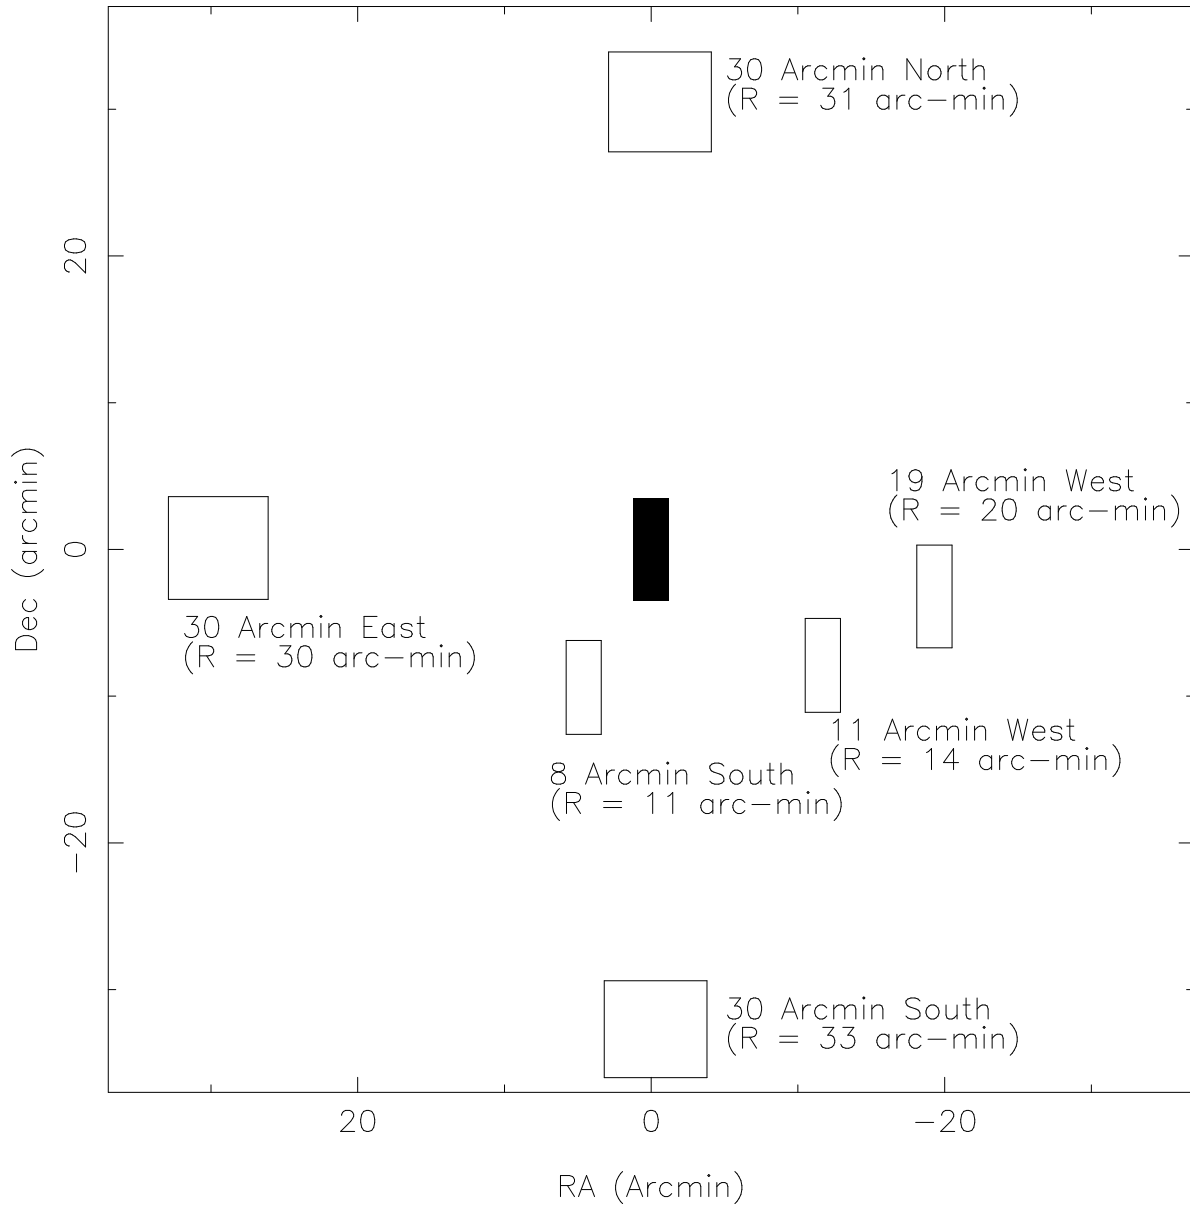 30 Arcmin North
(R = 31 arc-min)
20
19 Arcmin West
(R = 20 arc-min)
0
Dec (arcmin)
30 Arcmin East
(R = 30 arc-min)
11 Arcmin West
(R = 14 arc-min)
8 Arcmin South
(R = 11 arc-min)
-20
30 Arcmin South
(R = 33 arc-min)
20 0 -20
RA (Arcmin)